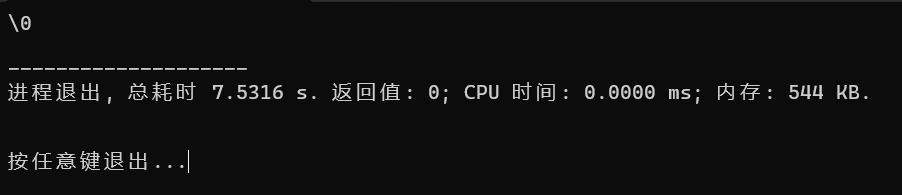 \0
--------------------
进程退出，总耗时 7.5316 s. 返回值: 0; CPU 时间: 0.0000 ms; 内存: 544 KB.
按任意键退出...